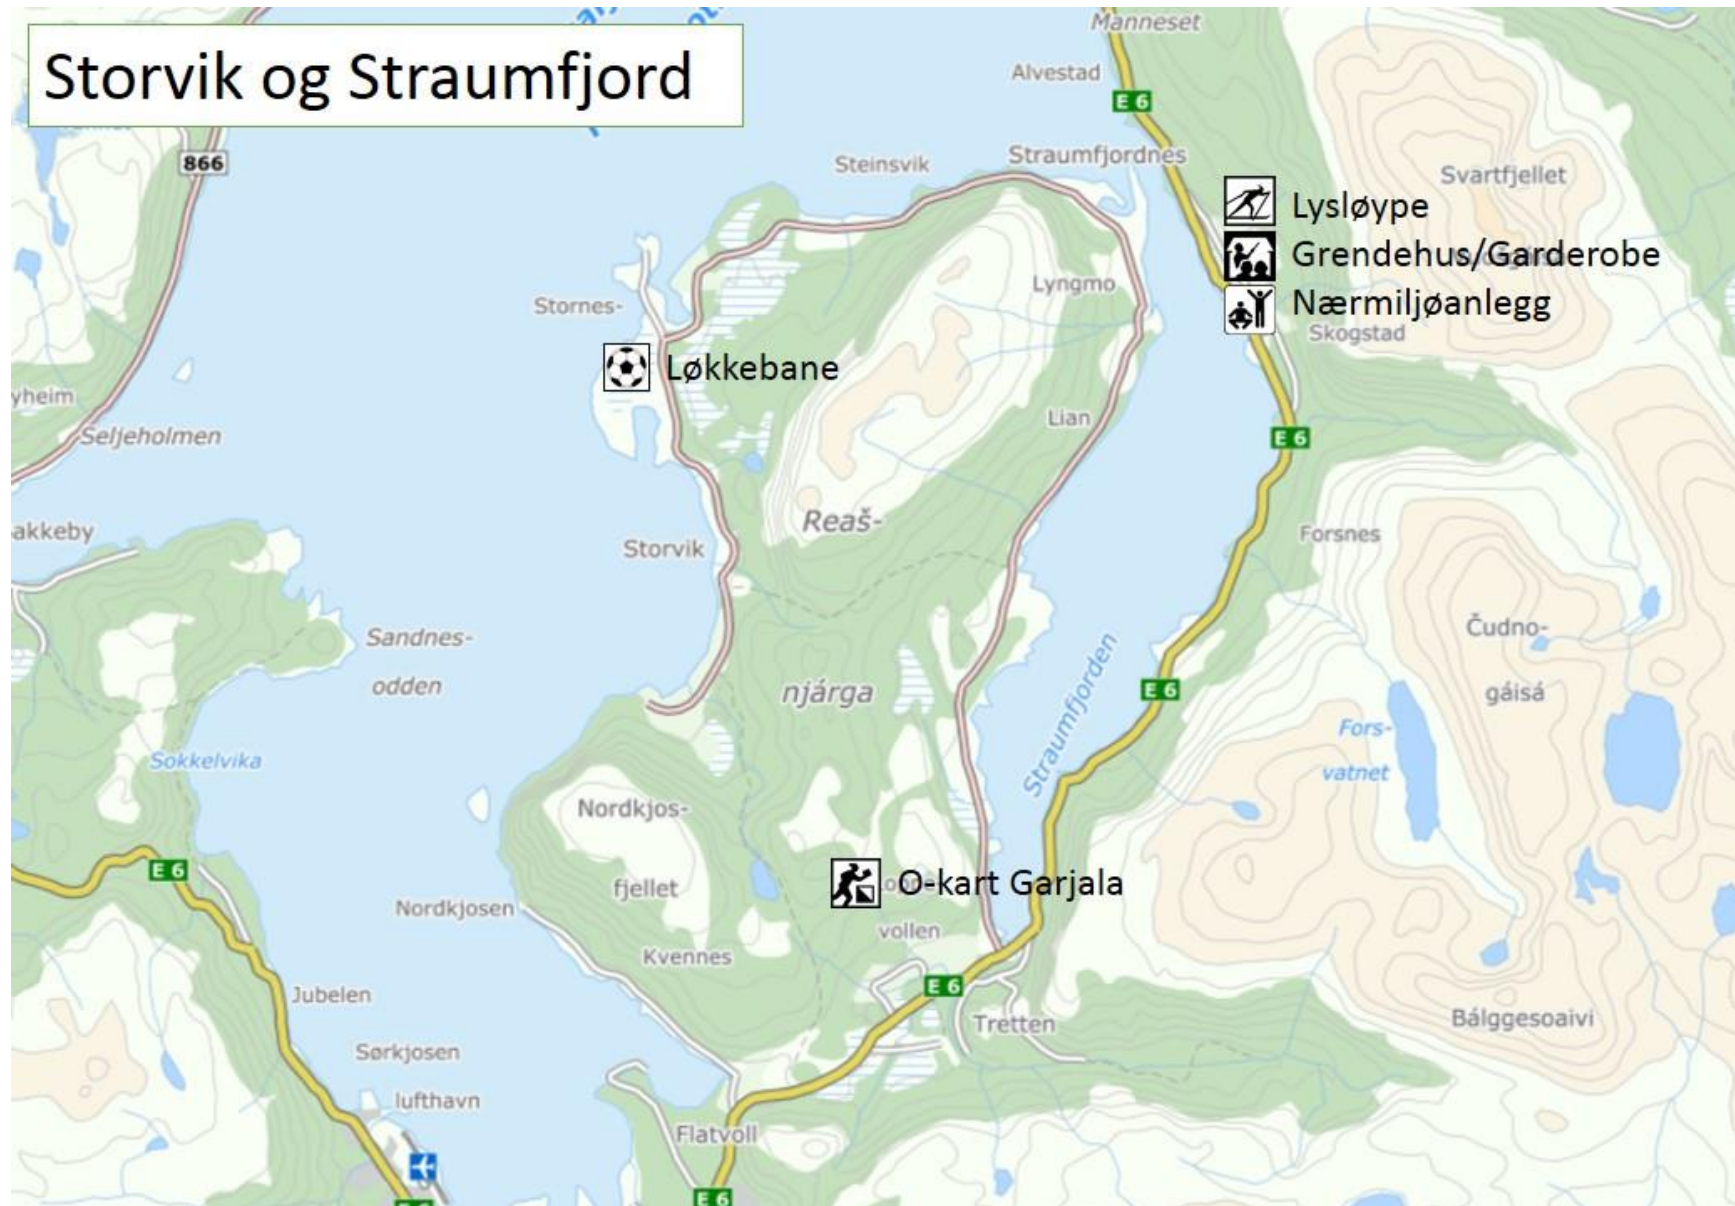 Storvik og Straumfjord
Manneset
Alvestad
E 6
866
Straumfjordnes
Steinsvik
Svartfjellet
Lysløype
Grendehus/Garderobe
Lyngmo
Nærmiljøanlegg
Stornes-
Skogstad
Løkkebane
yheim
Lian
Seljeholmen
E 6
Reaš-
akkeby
Forsnes
Storvik
Sandnes-
Čudno-
odden
njárga
Straumfjorden
E 6
gáisá
Fors-
Sokkelvika
vatnet
Nordkjos-
E 6
O-kart Garjala
fjellet
Nordkjosen
vollen
Kvennes
E 6
Jubelen
Tretten
Bálggesoaivi
Sørkjosen
lufthavn
Flatvoll
E 6